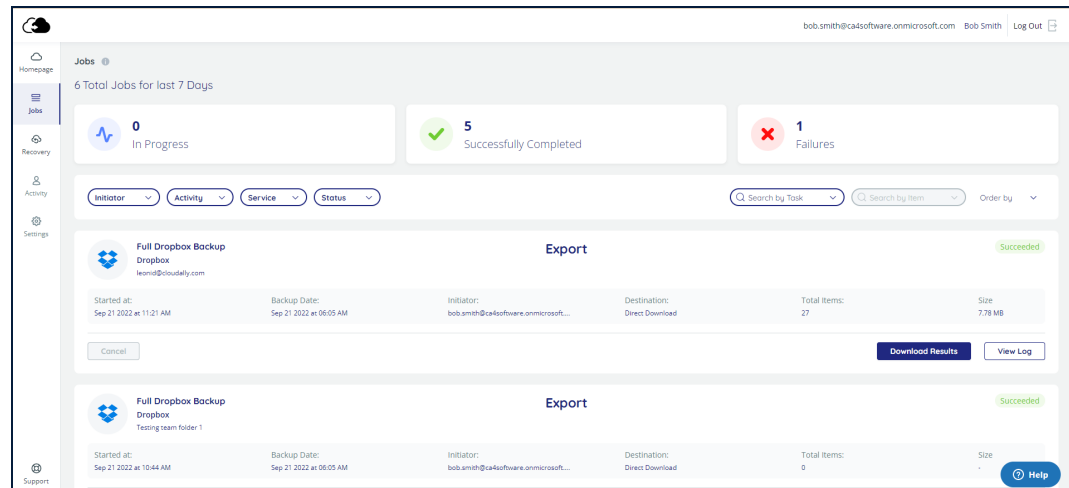 bob.smith@ca4software.onmicrosoft.com Bob Smith Log Out
Homepage
Jobs
Recovery
Activity
Settings
Support
Jobs
6 Total Jobs for last 7 Days
0
In Progress
5
Successfully Completed
1
Failures
Initiator Activity Service Status Search by Task Search by Item Order by
Full Dropbox Backup
Dropbox
leonid@cloudally.com
Export
Succeeded
Started at: Backup Date: Initiator: Destination: Total Items: Size
Sep 21 2022 at 11:21 AM Sep 21 2022 at 06:05 AM bob.smith@ca4software.onmicrosoft.... Direct Download 27 7.78 MB
Cancel Download Results View Log
Full Dropbox Backup
Dropbox
Testing team folder 1
Export
Succeeded
Started at: Backup Date: Initiator: Destination: Total Items: Size
Sep 21 2022 at 10:44 AM Sep 21 2022 at 06:05 AM bob.smith@ca4software.onmicrosoft.... Direct Download 0 -
Help